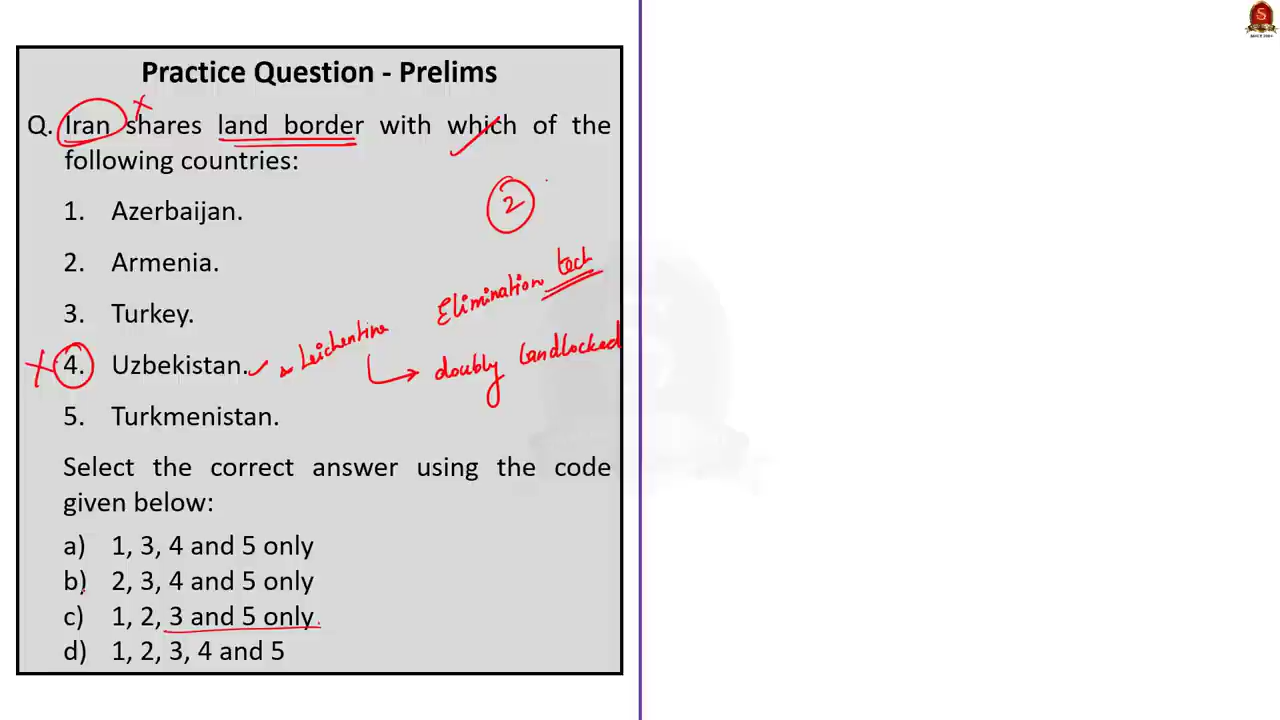 Practice Question - Prelims
Q. Iran shares land border with which of the
following countries:
1. Azerbaijan.
2
2. Armenia.
Elimination tech
3. Turkey.
4. Uzbekistan.
Leichentine
doubly landlocked
5. Turkmenistan.
Select the correct answer using the code
given below:
a) 1, 3, 4 and 5 only
b) 2, 3, 4 and 5 only
c) 1, 2, 3 and 5 only
d) 1, 2, 3, 4 and 5